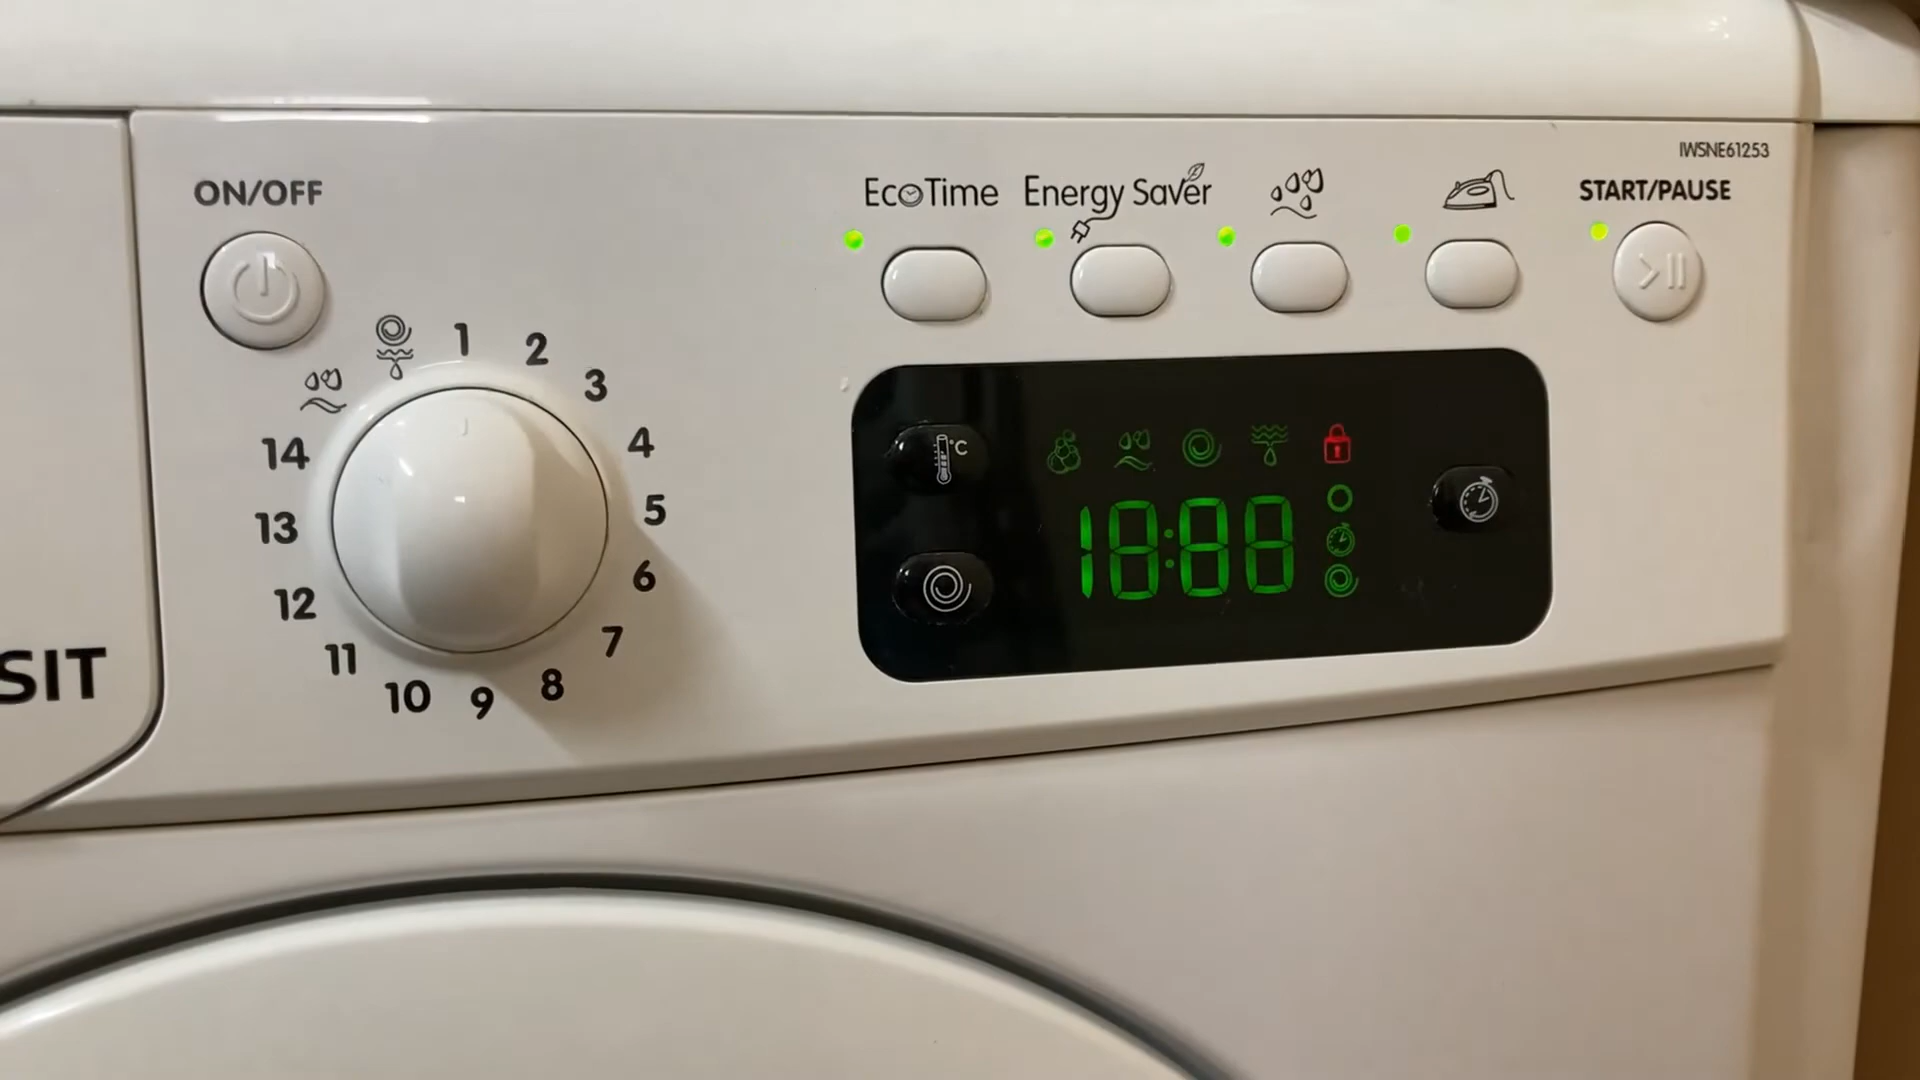 IWSNE61253
ON/OFF
EcoTime
Energy Saver
START/PAUSE
1
2
3
4
5
6
7
8
9
10
11
12
13
14
°C
18:88
SIT